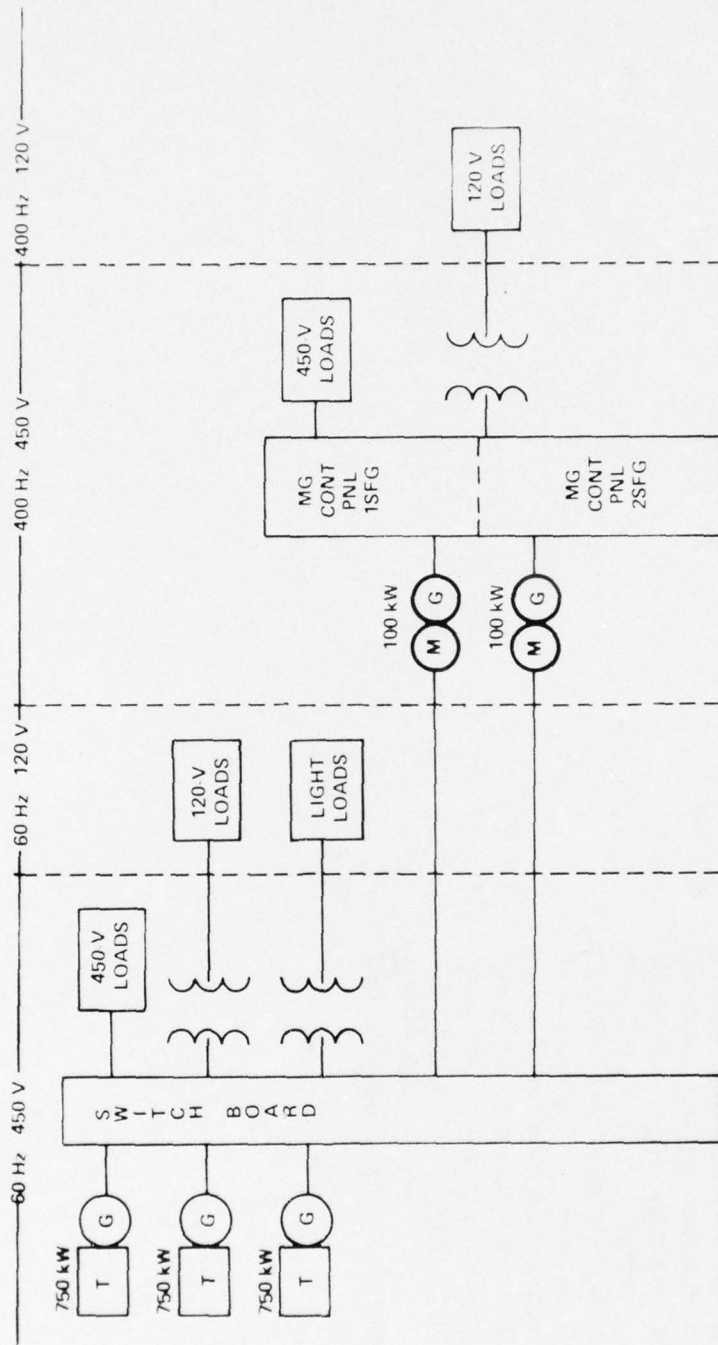 60 Hz 450 V
60 Hz 120 V
400 Hz 450 V
400 Hz 120 V
750 kW
T
G
750 kW
T
G
750 kW
T
G
SWITCH BOARD
450-V
LOADS
120-V
LOADS
LIGHT
LOADS
100 kW
M
G
100 kW
M
G
MG
CONT
PNL
1SFG
MG
CONT
PNL
2SFG
450-V
LOADS
120 V
LOADS